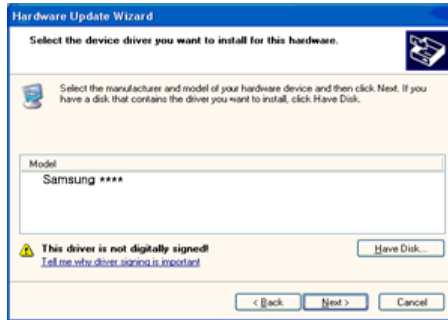 Hardware Update Wizard
Select the device driver you want to install for this hardware.
Select the manufacturer and model of your hardware device and then click Next. If you
have a disk that contains the driver you want to install, click Have Disk.
Model
Samsung ****
This driver is not digitally signed!
Have Disk...
Tell me why driver signing is important
< Back
Next >
Cancel